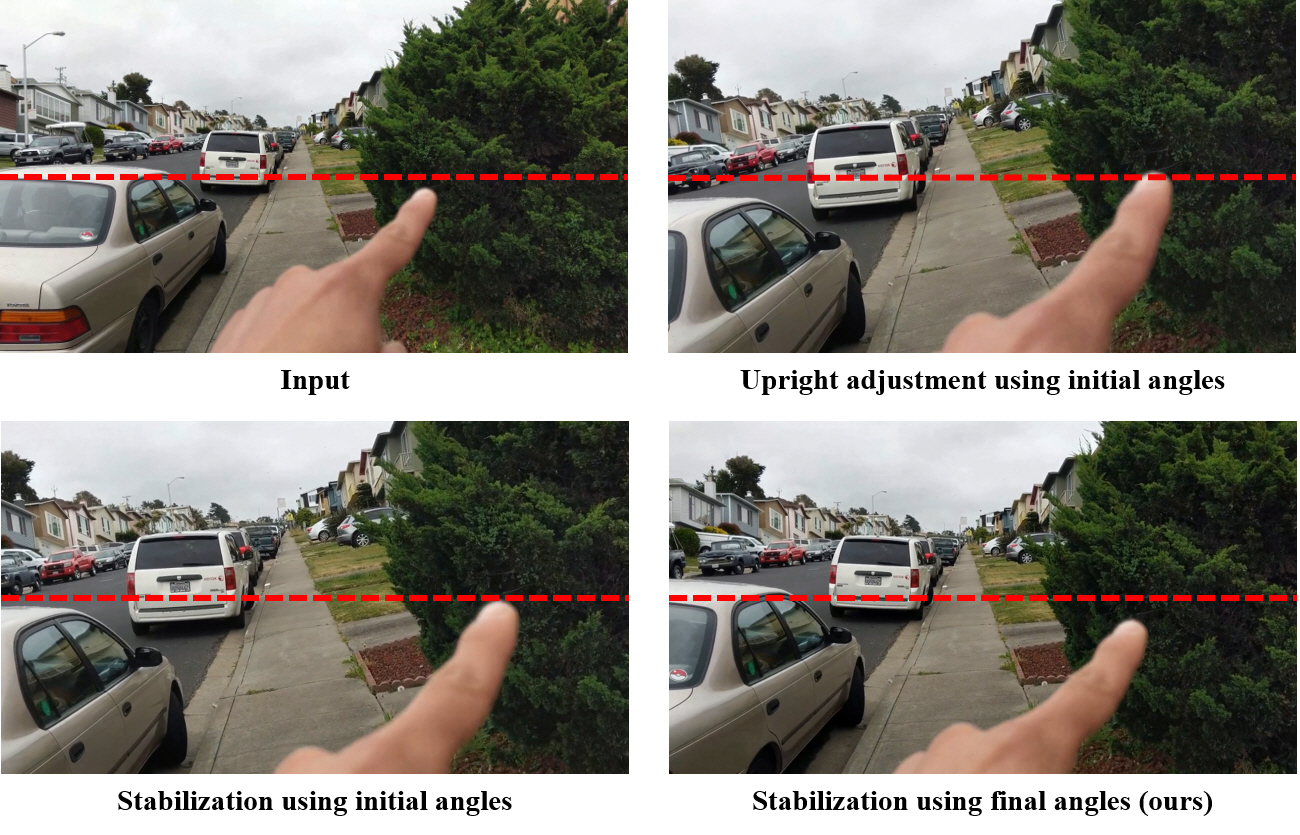 Input
Upright adjustment using initial angles
Stabilization using initial angles
Stabilization using final angles (ours)